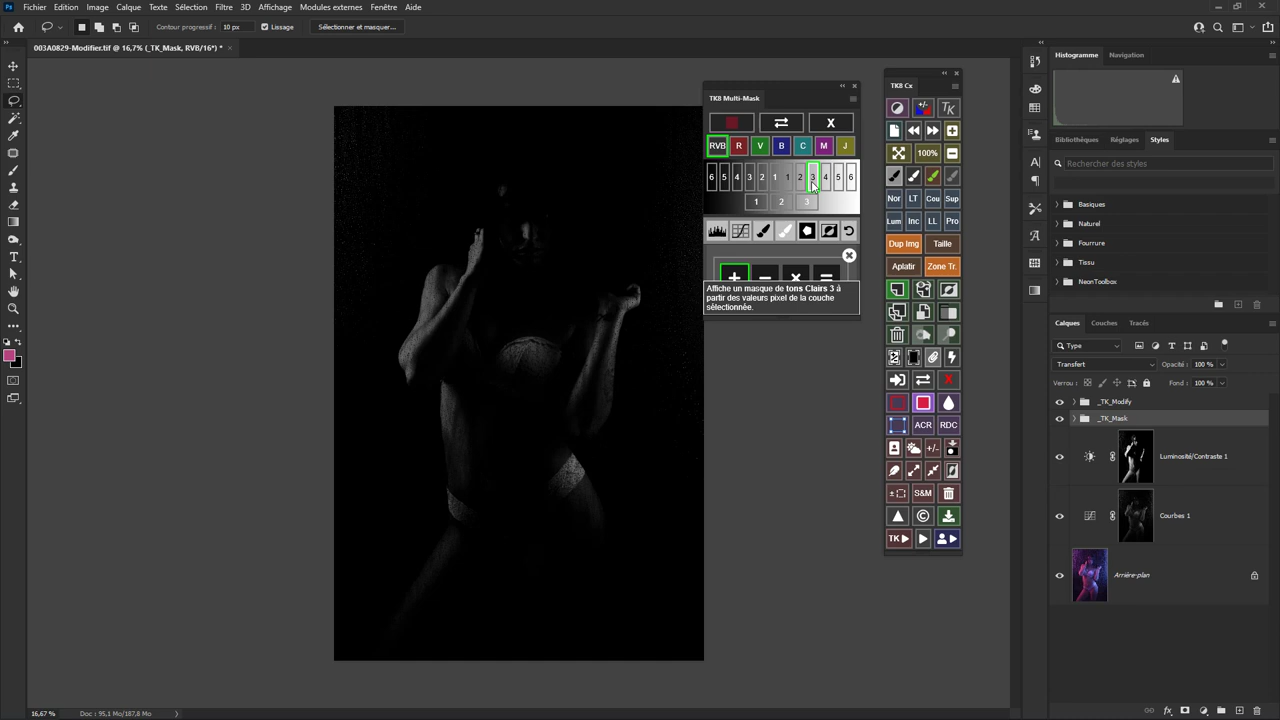 Fichier Edition Image Calque Texte Sélection Filtre 3D Affichage Modules externes Fenêtre Aide
Contour progressif : 10 px Lissage Sélectionner et masquer...
003A0829-Modifier.tif @ 16,7% (_TK_Mask, RVB/16*) *
TK8 Multi-Mask
X
RVB R V B C M J
6 5 4 3 2 1 1 2 3 4 5 6
1 2 3
Affiche un masque de tons Clairs 3 à
partir des valeurs pixel de la couche
sélectionnée.
TK8 Cx
TK
100%
Nor LT Cou Sup
Lum Inc LL Pro
Dup Img Taille
Aplatir Zone Tr.
X
ACR RDC
+/-
S&M
TK
Histogramme Navigation
Bibliothèques Réglages Styles
Rechercher des styles
Basiques
Naturel
Fourrure
Tissu
NeonToolbox
Calques Couches Tracés
Type
Transfert Opacité : 100 %
Verrou : Fond : 100 %
_TK_Modify
_TK_Mask
Luminosité/Contraste 1
Courbes 1
Arrière-plan
16,67 % Doc : 95,1 Mo/187,8 Mo